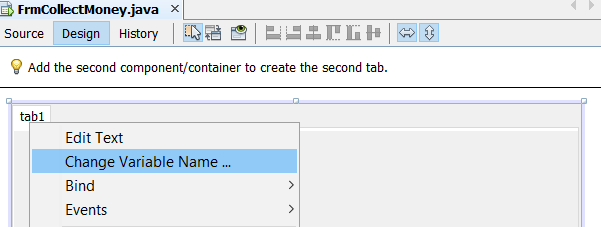 FrmCollectMoney.java
Source Design History
Add the second component/container to create the second tab.
tab1
Edit Text
Change Variable Name ...
Bind
Events